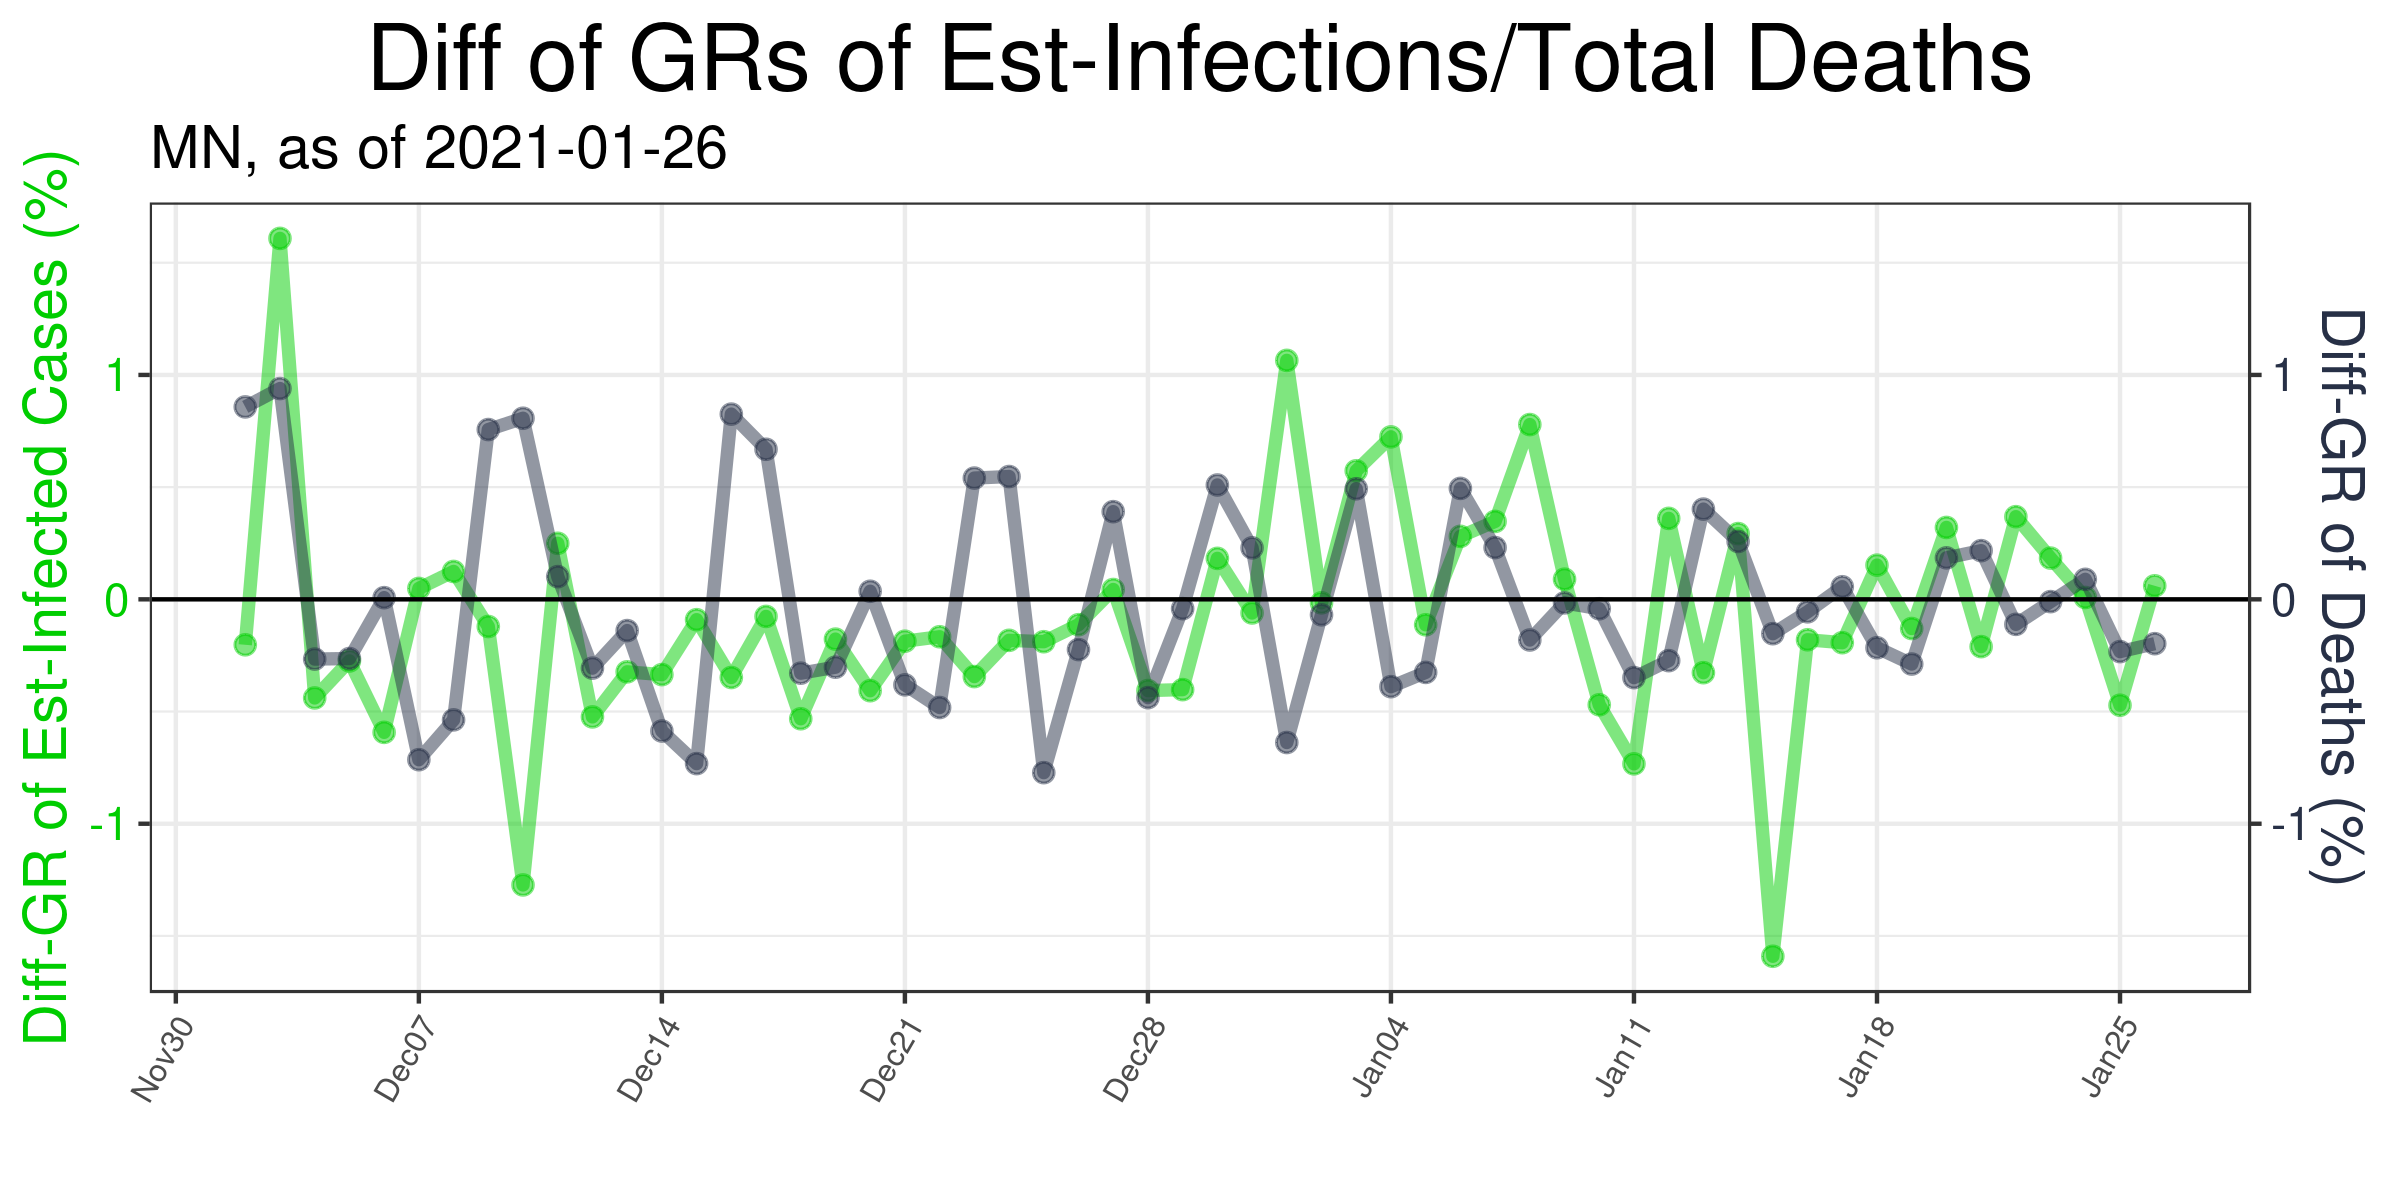 Diff of GRs of Est-Infections/Total Deaths
MN, as of 2021-01-26
Diff-GR of Est-Infected Cases (%)
1
0
-1
1
0
-1
Diff-GR of Deaths (%)
Nov30
Dec07
Dec14
Dec21
Dec28
Jan04
Jan11
Jan18
Jan25